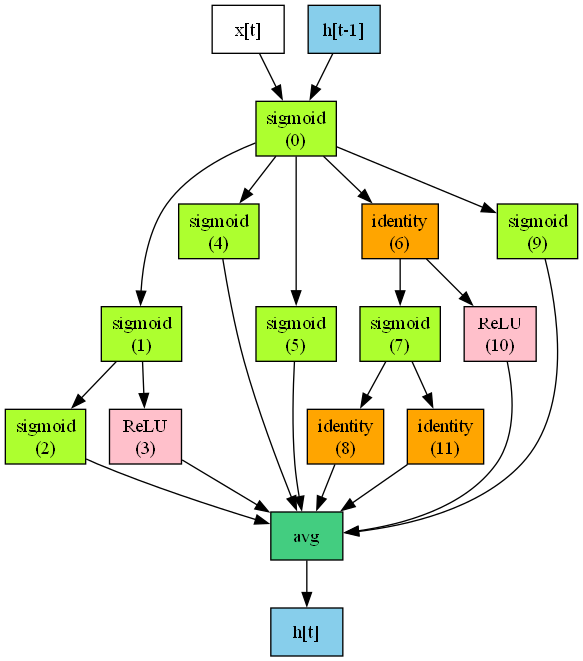 x[t]
h[t-1]
sigmoid
(0)
sigmoid
(4)
identity
(6)
sigmoid
(9)
sigmoid
(1)
sigmoid
(5)
sigmoid
(7)
ReLU
(10)
sigmoid
(2)
ReLU
(3)
identity
(8)
identity
(11)
avg
h[t]